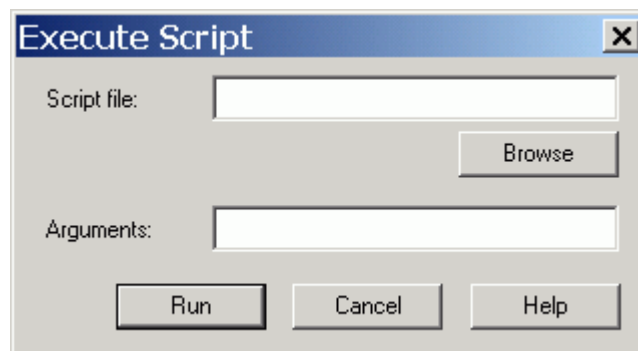 Execute Script
Script file:
Browse
Arguments:
Run Cancel Help